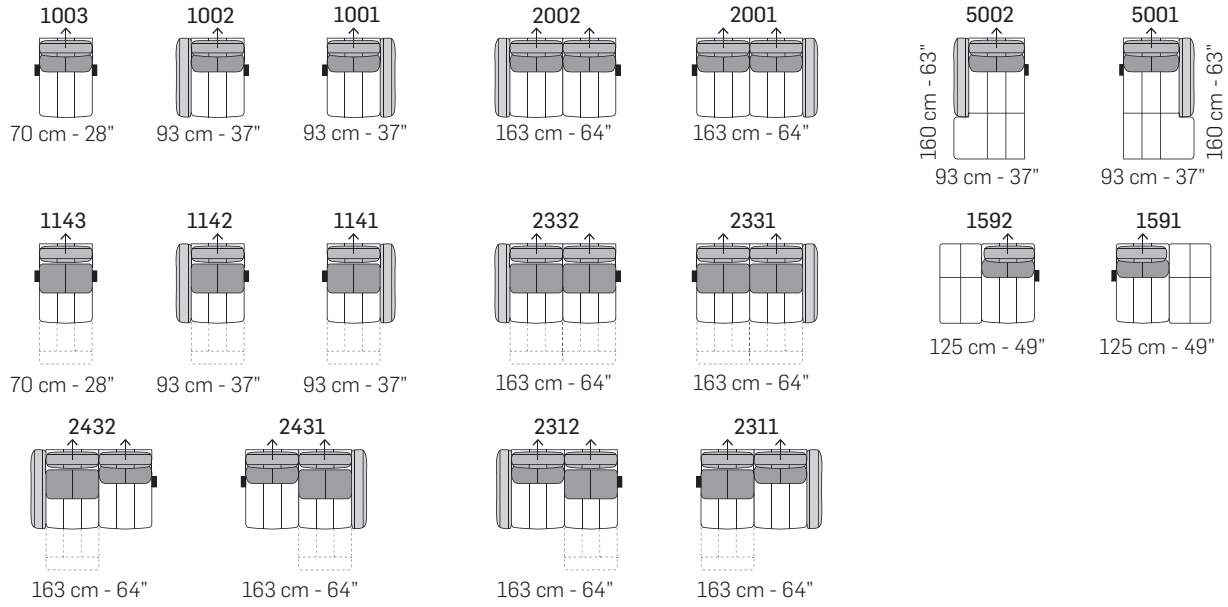 1003 1002 1001 2002 2001 5002 5001
160 cm - 63”
160 cm - 63”
70 cm - 28” 93 cm - 37” 93 cm - 37” 163 cm - 64” 163 cm - 64”
93 cm - 37” 93 cm - 37”
1143 1142 1141 2332 2331 1592 1591
125 cm - 49” 125 cm - 49”
70 cm - 28” 93 cm - 37” 93 cm - 37” 163 cm - 64” 163 cm - 64”
2432 2431 2312 2311
163 cm - 64” 163 cm - 64” 163 cm - 64” 163 cm - 64”